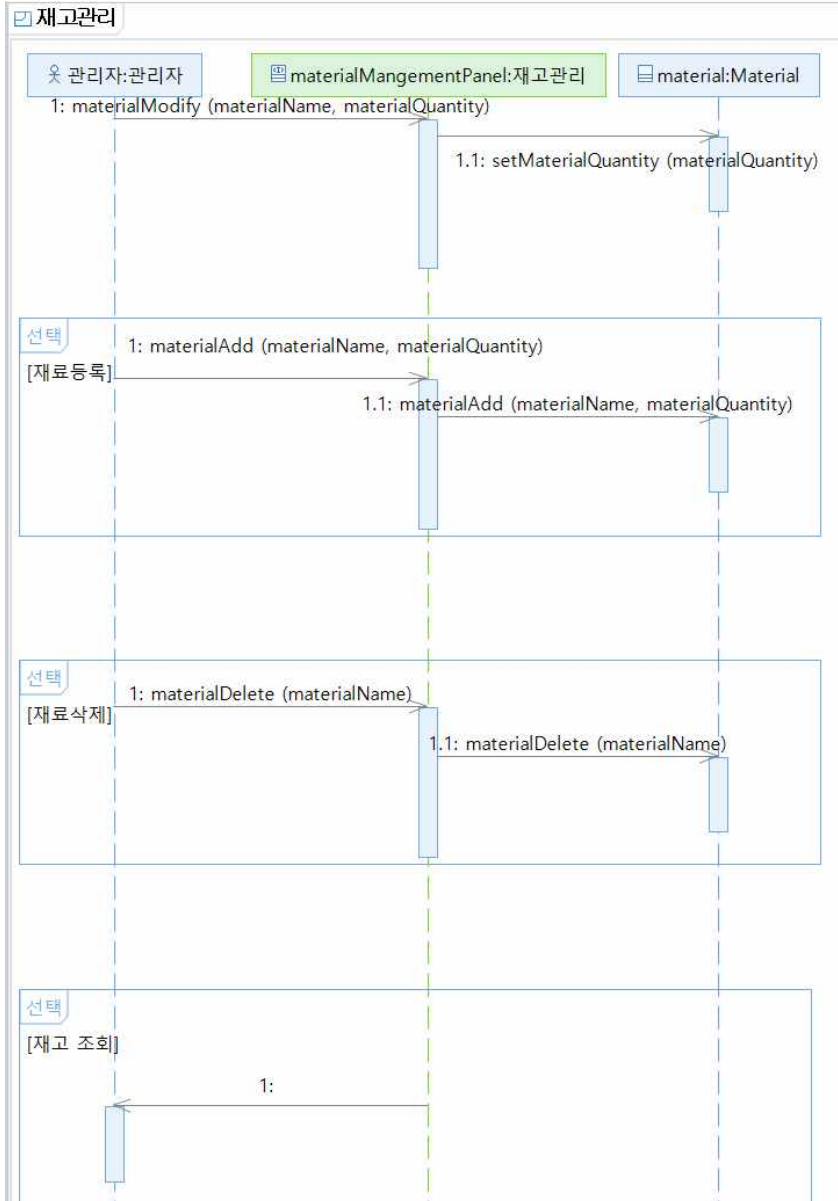 재고관리
관리자:관리자
materialMangementPanel:재고관리
material:Material
1: materialModify (materialName, materialQuantity)
1.1: setMaterialQuantity (materialQuantity)
선택
1: materialAdd (materialName, materialQuantity)
[재료등록]
1.1: materialAdd (materialName, materialQuantity)
선택
1: materialDelete (materialName)
[재료삭제]
1.1: materialDelete (materialName)
선택
[재고 조회]
1: